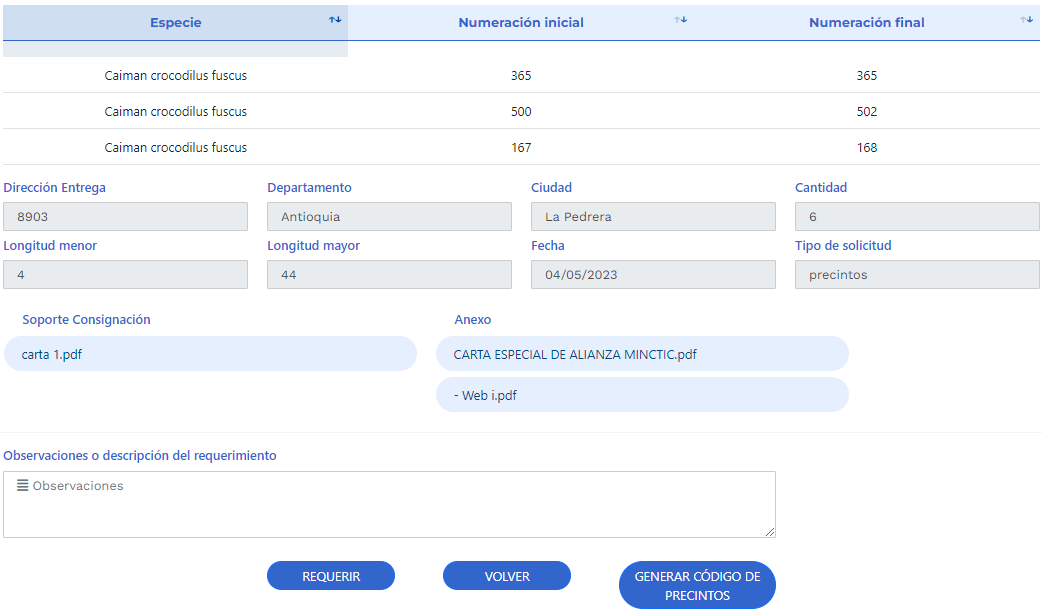 Especie Numeración inicial Numeración final
Caiman crocodilus fuscus 365 365
Caiman crocodilus fuscus 500 502
Caiman crocodilus fuscus 167 168
Dirección Entrega Departamento Ciudad Cantidad
8903 Antioquia La Pedrera 6
Longitud menor Longitud mayor Fecha Tipo de solicitud
4 44 04/05/2023 precintos
Soporte Consignación Anexo
carta 1.pdf CARTA ESPECIAL DE ALIANZA MINCTIC.pdf
- Web i.pdf
Observaciones o descripción del requerimiento
Observaciones
REQUERIR VOLVER GENERAR CÓDIGO DE
PRECINTOS